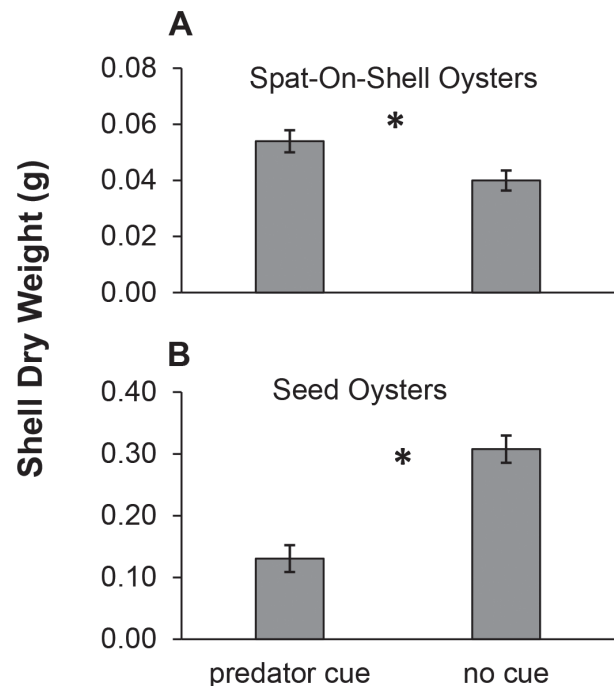 A
Spat-On-Shell Oysters
*
0.08
0.06
0.04
0.02
0.00
Shell Dry Weight (g)
B
Seed Oysters
*
0.40
0.30
0.20
0.10
0.00
predator cue no cue